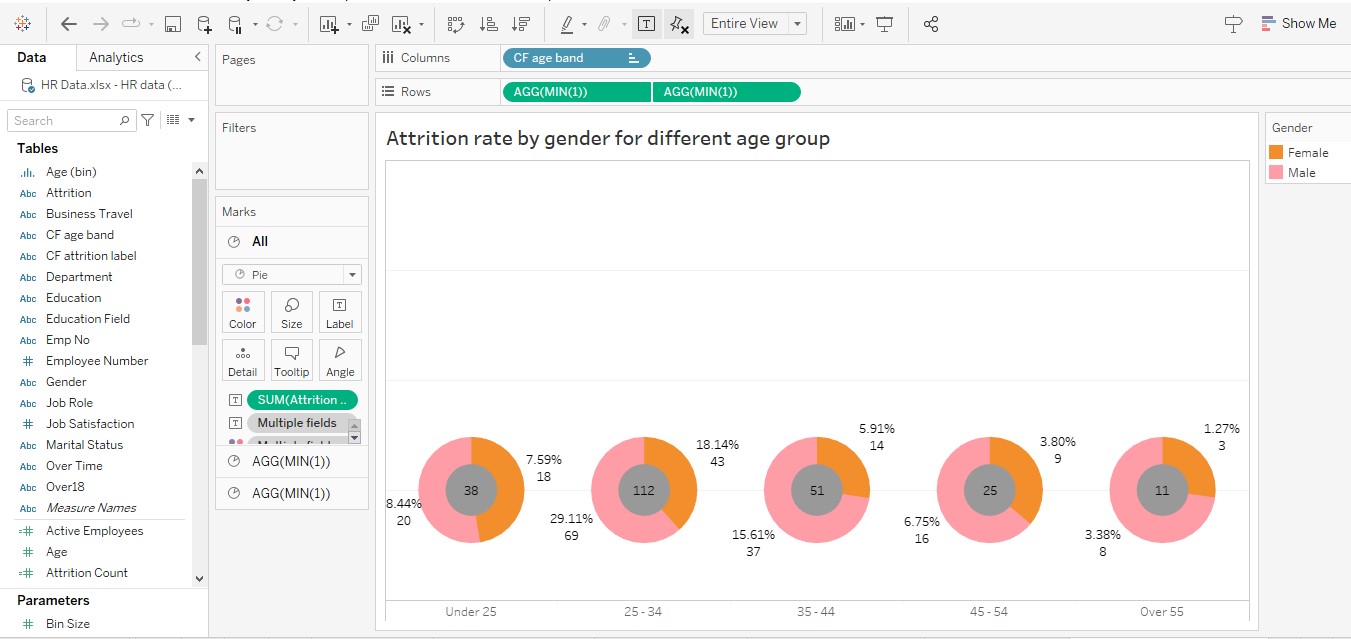 Entire View
Show Me
Data
Analytics
HR Data.xlsx - HR data (...
Search
Tables
Age (bin)
Attrition
Business Travel
CF age band
CF attrition label
Department
Education
Education Field
Emp No
Employee Number
Gender
Job Role
Job Satisfaction
Marital Status
Over Time
Over18
Measure Names
Active Employees
Age
Attrition Count
Parameters
Bin Size
Pages
Filters
Marks
All
Pie
Color
Size
Label
Detail
Tooltip
Angle
SUM(Attrition ..
Multiple fields
AGG(MIN(1))
AGG(MIN(1))
Columns
CF age band
Rows
AGG(MIN(1))
AGG(MIN(1))
Attrition rate by gender for different age group
7.59%
18
38
8.44%
20
18.14%
43
112
29.11%
69
5.91%
14
51
15.61%
37
3.80%
9
25
6.75%
16
1.27%
3
11
3.38%
8
Under 25
25 - 34
35 - 44
45 - 54
Over 55
Gender
Female
Male